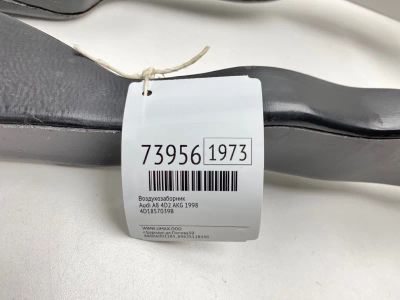 73956 1973
Воздухозаборник
Audi A8 4D2 AKG 1998
4D1857039B